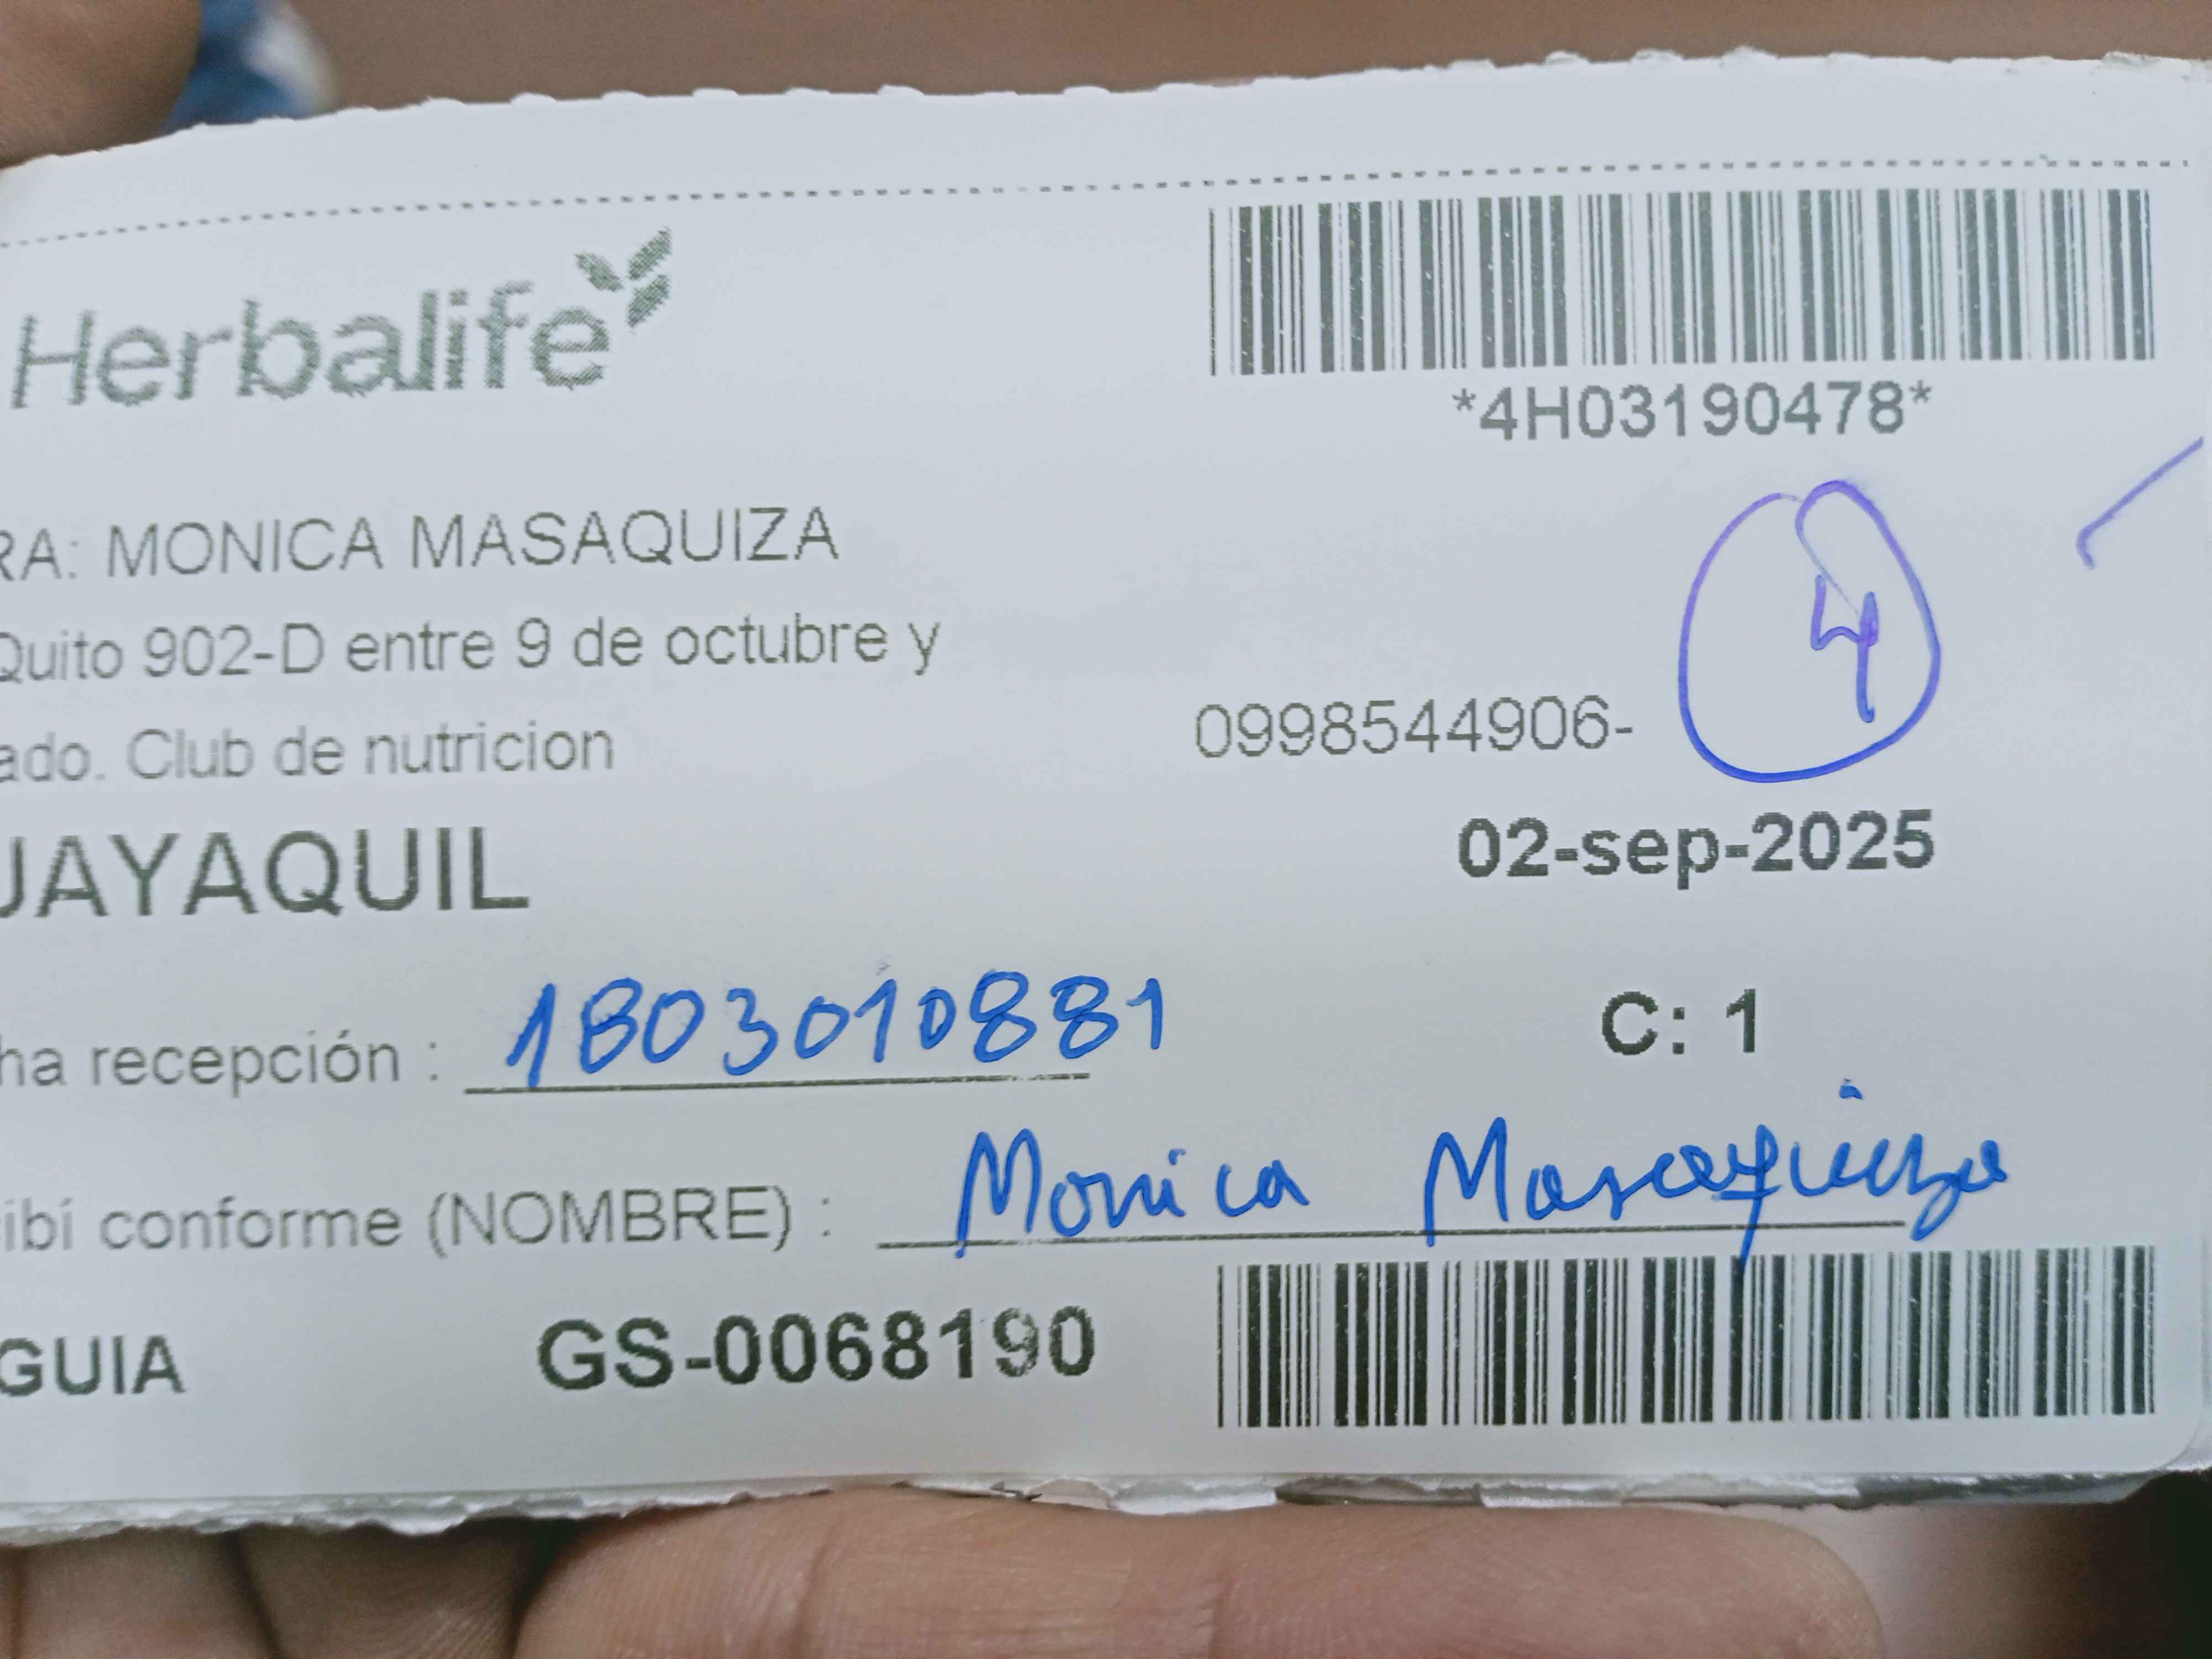 Herbalife
*4H03190478*
RA: MONICA MASAQUIZA
4
Quito 902-D entre 9 de octubre y
0998544906-
ado. Club de nutricion
02-sep-2025
UAYAQUIL
ha recepción : 1803010881
C: 1
ibí conforme (NOMBRE) : Monica Masaquiza
GUIA GS-0068190